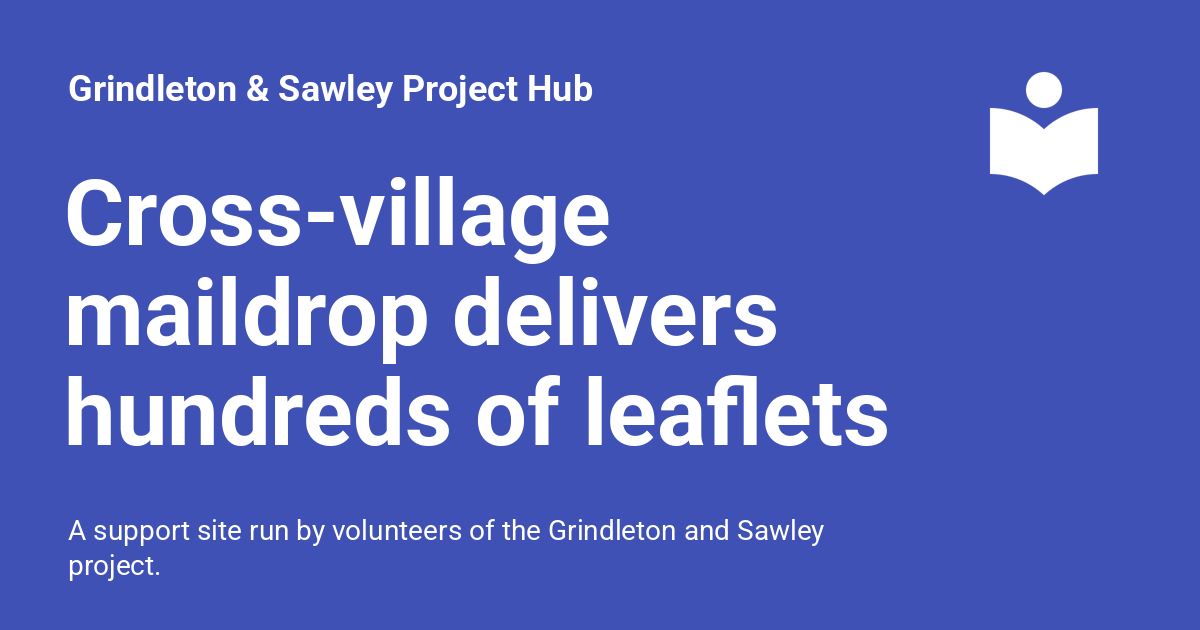 Grindleton & Sawley Project Hub
Cross-village
maildrop delivers
hundreds of leaflets
A support site run by volunteers of the Grindleton and Sawley
project.